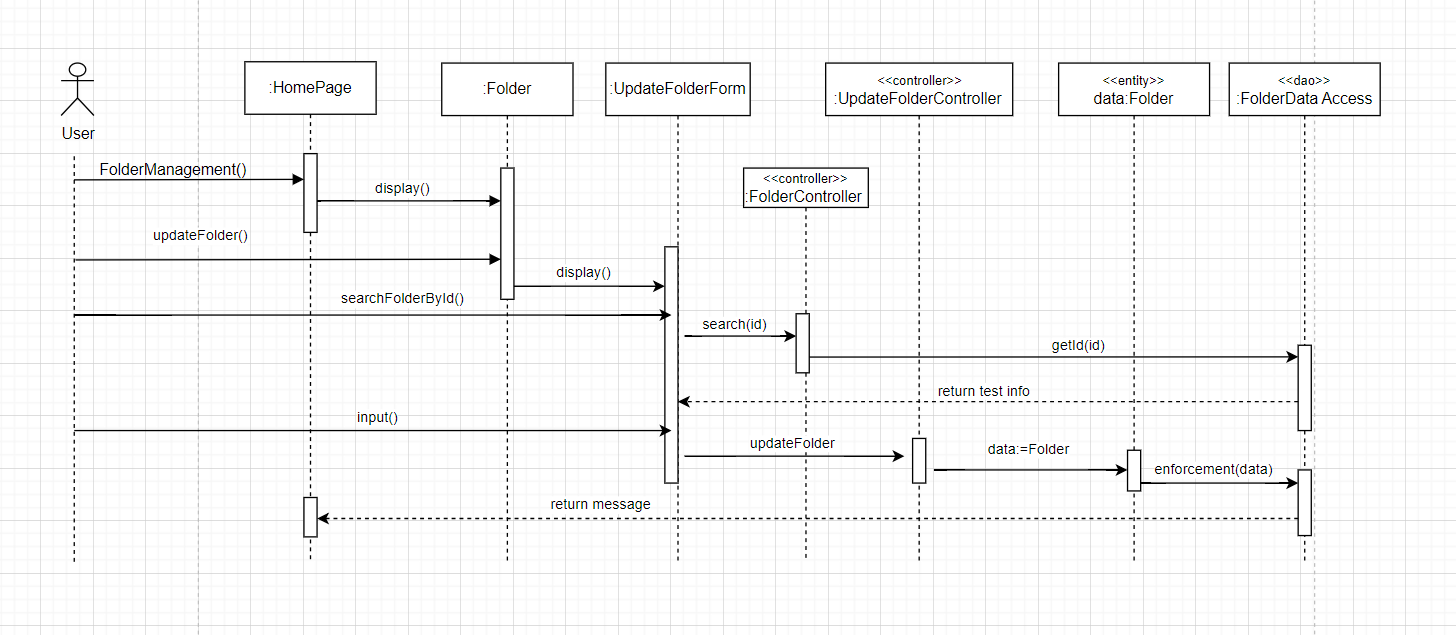 :HomePage
:Folder
:UpdateFolderForm
<<controller>>
:UpdateFolderController
<<entity>>
data:Folder
<<dao>>
:FolderData Access
User
FolderManagement()
display()
<<controller>>
:FolderController
updateFolder()
display()
searchFolderById()
search(id)
getId(id)
return test info
input()
updateFolder
data:=Folder
enforcement(data)
return message